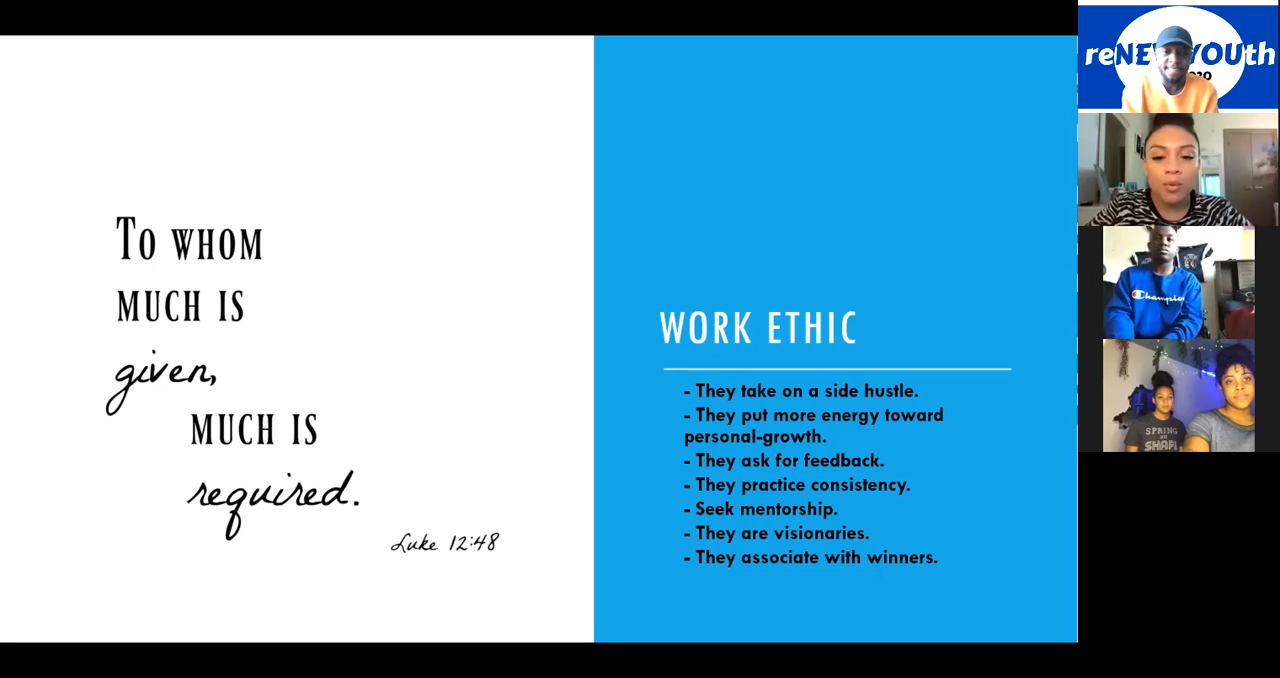 To whom
much is
given,
much is
required.
Luke 12:48
WORK ETHIC
- They take on a side hustle.
- They put more energy toward
personal-growth.
- They ask for feedback.
- They practice consistency.
- Seek mentorship.
- They are visionaries.
- They associate with winners.
Champion
SPRING
SHAPE